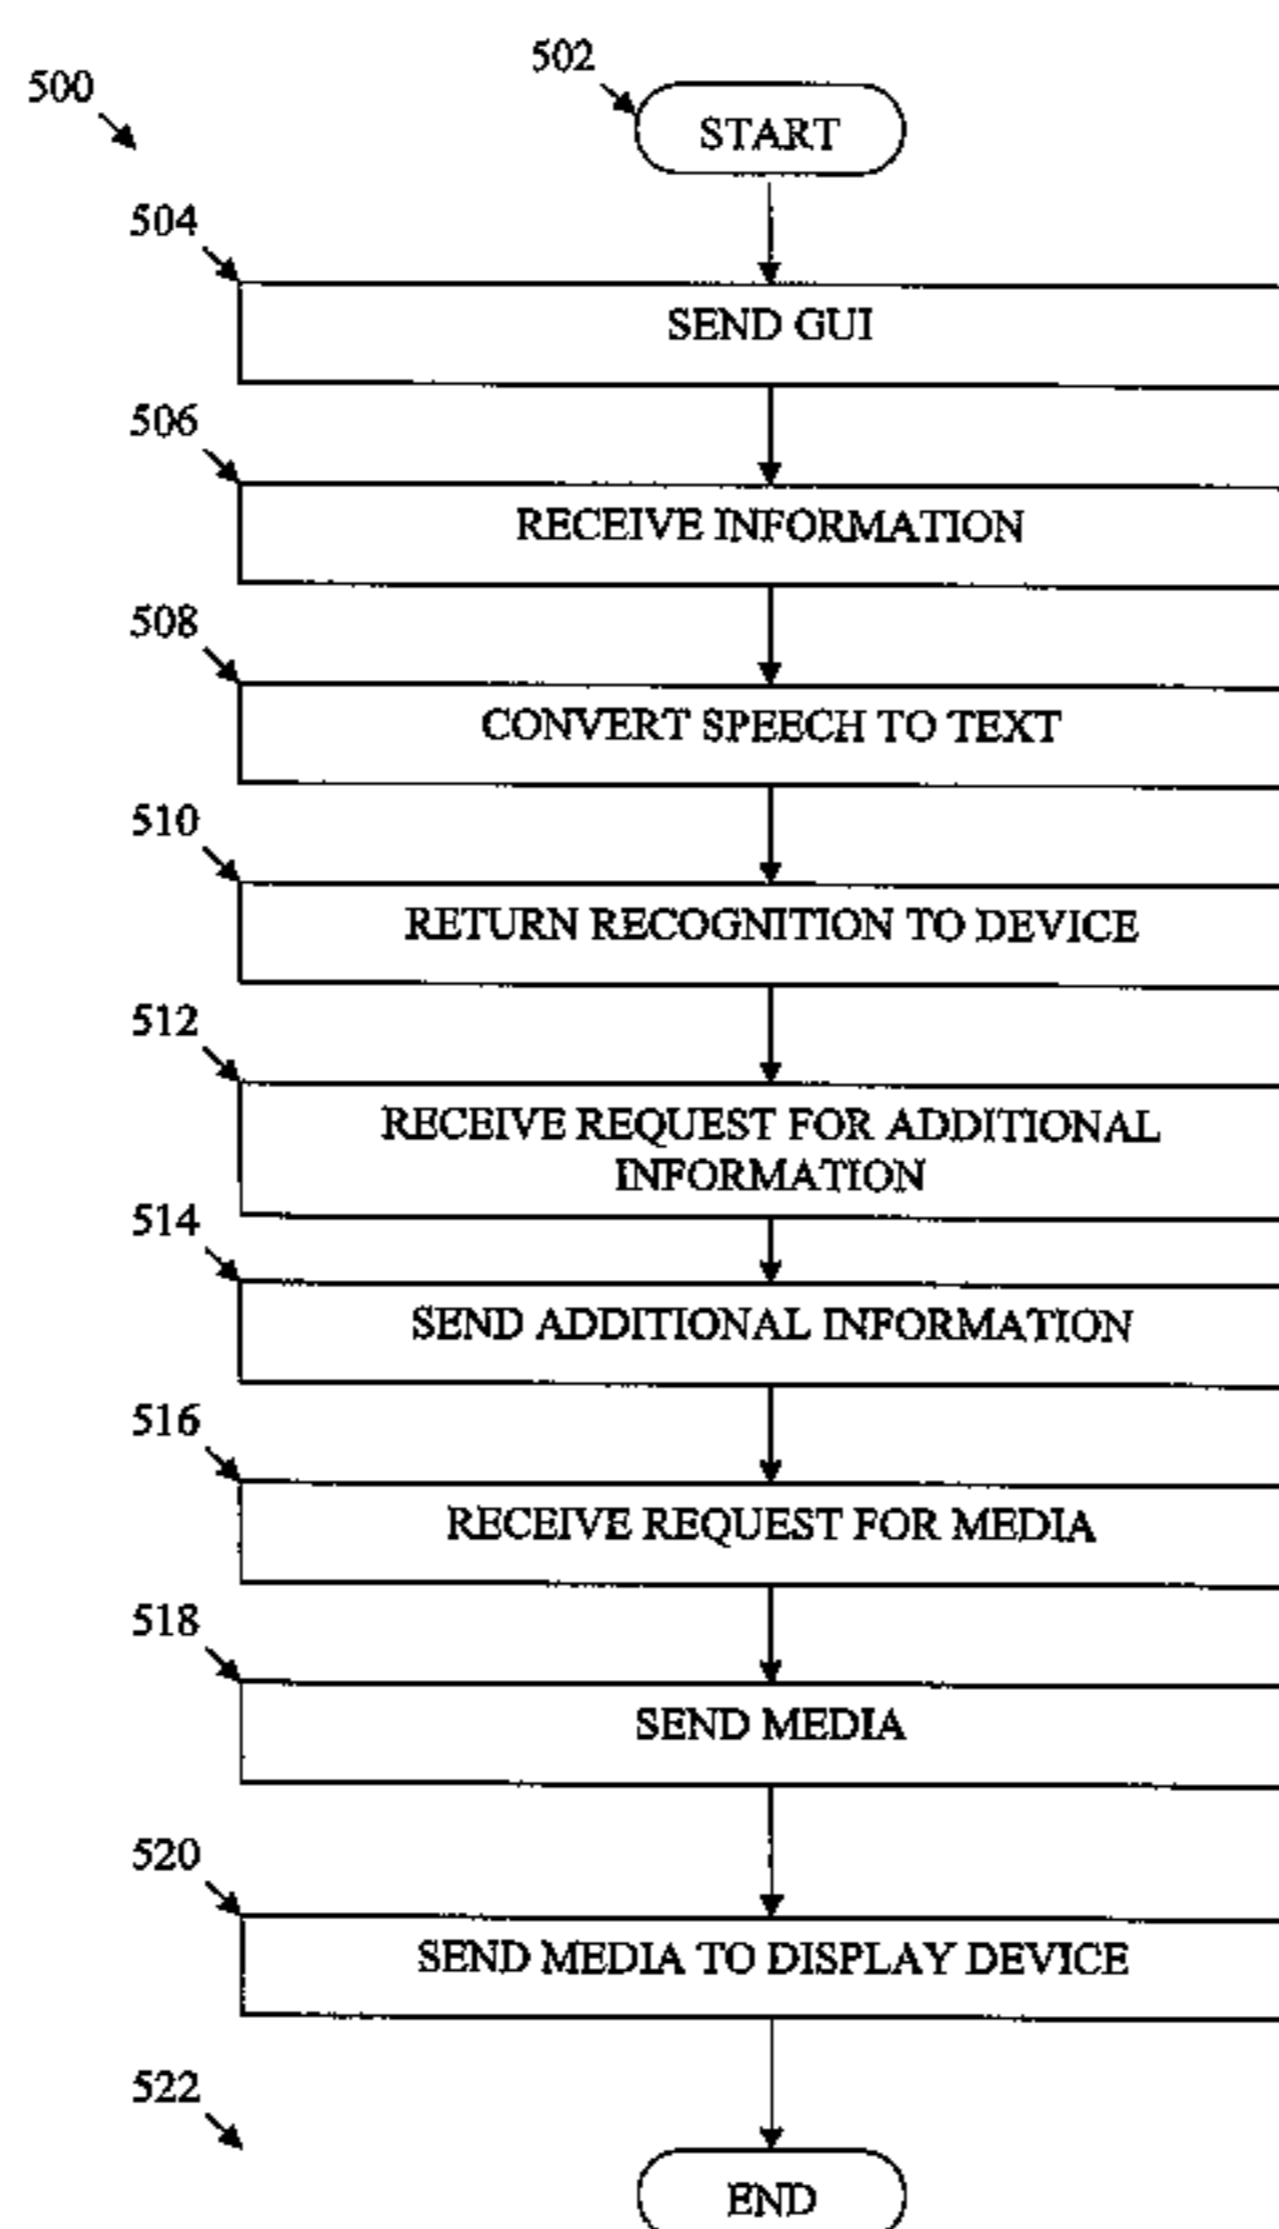 500
502
START
504
SEND GUI
506
RECEIVE INFORMATION
508
CONVERT SPEECH TO TEXT
510
RETURN RECOGNITION TO DEVICE
512
RECEIVE REQUEST FOR ADDITIONAL
INFORMATION
514
SEND ADDITIONAL INFORMATION
516
RECEIVE REQUEST FOR MEDIA
518
SEND MEDIA
520
SEND MEDIA TO DISPLAY DEVICE
522
END